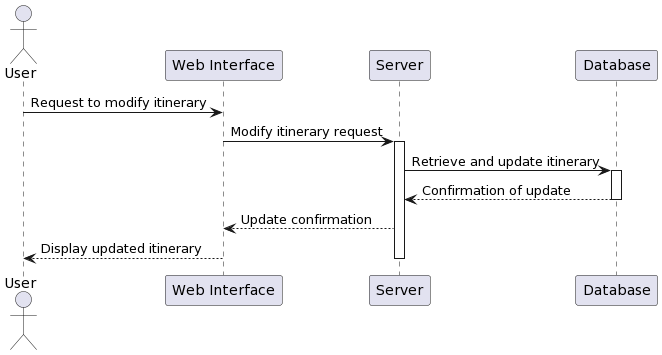 User
Web Interface
Server
Database
Request to modify itinerary
Modify itinerary request
Retrieve and update itinerary
Confirmation of update
Update confirmation
Display updated itinerary
User
Web Interface
Server
Database